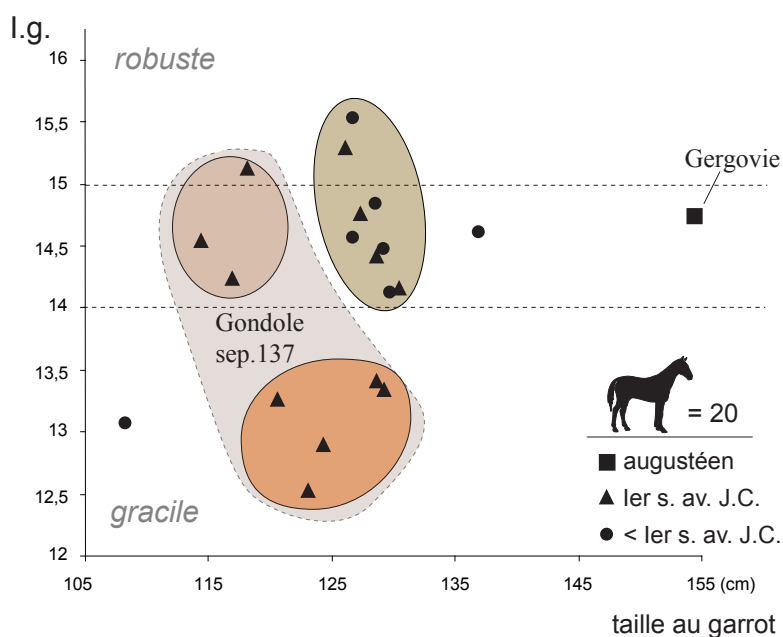 I.g.
16
robuste
15,5
Gergovie
15
14,5
14
Gondole
sep.137
13,5
= 20
13
augustéen
Ier s. av. J.C.
12,5
gracile
< Ier s. av. J.C.
12
105
115
125
135
145
155 (cm)
taille au garrot